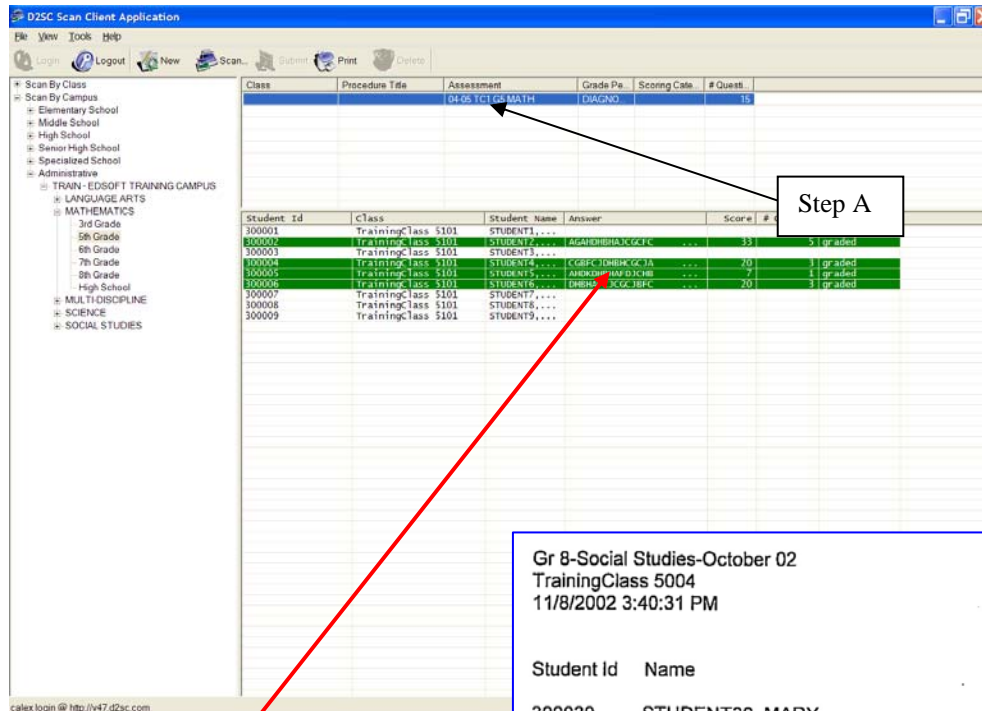 D2SC Scan Client Application
File View Tools Help
Login Logout New Scan... Submit Print Delete
Scan By Class
Scan By Campus
Elementary School
Middle School
High School
Senior High School
Specialized School
Administrative
TRAIN - EDSOFT TRAINING CAMPUS
LANGUAGE ARTS
MATHEMATICS
3rd Grade
5th Grade
6th Grade
7th Grade
8th Grade
High School
MULTI-DISCIPLINE
SCIENCE
SOCIAL STUDIES
Class Procedure Title Assessment Grade Pe... Scoring Cate... # Questi...
04-05 TC1 G5 MATH DIAGNO... 15
Step A
Student Id Class Student Name Answer Score #
300001 TrainingClass 5101 STUDENT1,...
300002 TrainingClass 5101 STUDENT2,... AGAHDHBHAJCGCFC ... 33 5 graded
300003 TrainingClass 5101 STUDENT3,...
300004 TrainingClass 5101 STUDENT4,... CGBFCJDHBHCGCJA ... 20 3 graded
300005 TrainingClass 5101 STUDENT5,... ... 7 1 graded
300006 TrainingClass 5101 STUDENT6,... ... 20 3 graded
300007 TrainingClass 5101 STUDENT7,...
300008 TrainingClass 5101 STUDENT8,...
300009 TrainingClass 5101 STUDENT9,...
Gr 8-Social Studies-October 02
TrainingClass 5004
11/8/2002 3:40:31 PM
Student Id Name
calex login @ http://v47.d2sc.com